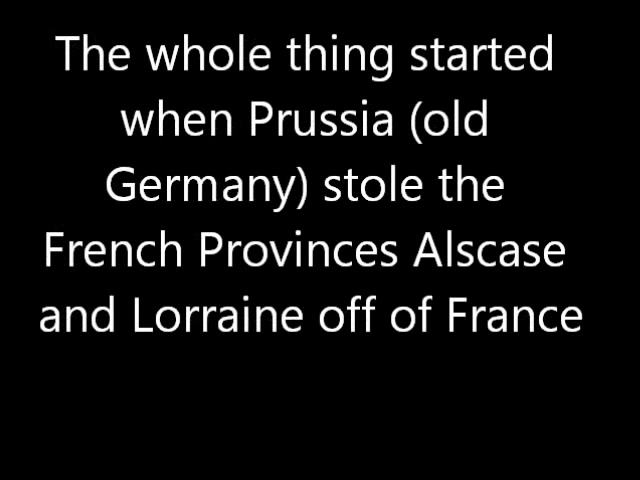 The whole thing started
when Prussia (old
Germany) stole the
French Provinces Alscase
and Lorraine off of France